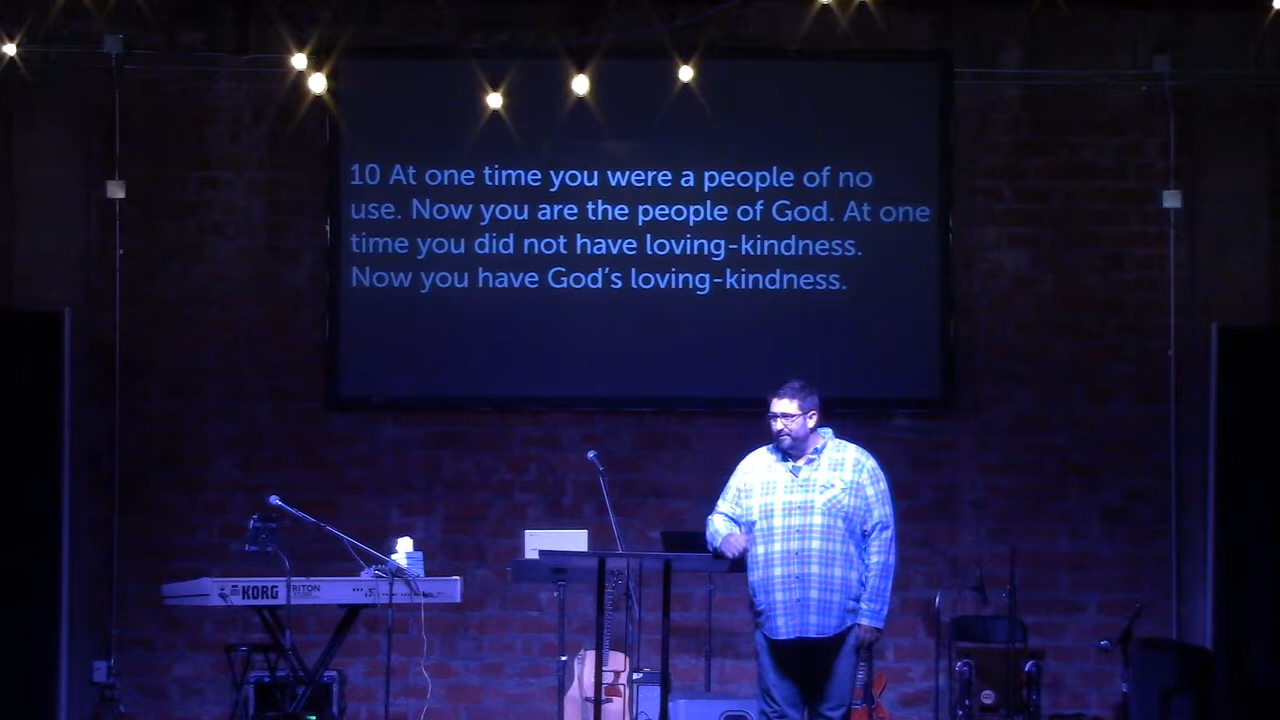 10 At one time you were a people of no
use. Now you are the people of God. At one
time you did not have loving-kindness.
Now you have God’s loving-kindness.
KORG
TRITON